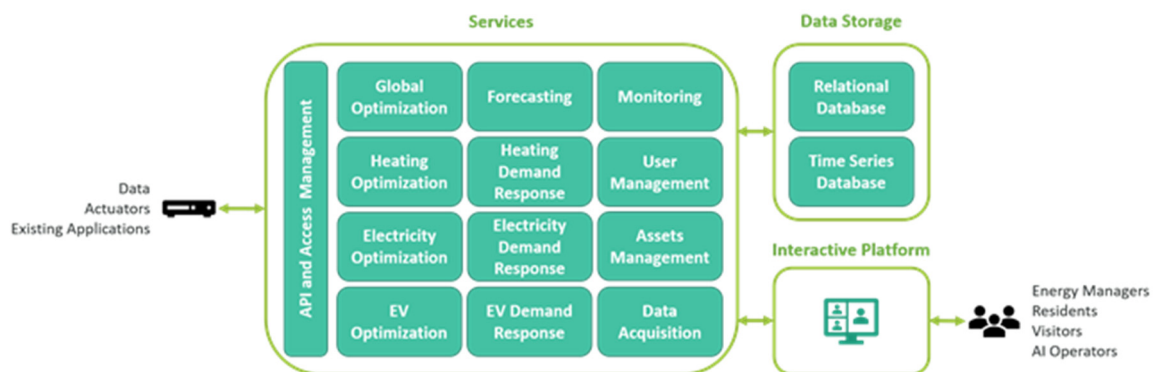 Services
Data Storage
API and Access Management
Global
Optimization
Forecasting
Monitoring
Heating
Optimization
Heating
Demand
Response
User
Management
Electricity
Optimization
Electricity
Demand
Response
Assets
Management
EV
Optimization
EV Demand
Response
Data
Acquisition
Relational
Database
Time Series
Database
Data
Actuators
Existing Applications
Interactive Platform
Energy Managers
Residents
Visitors
AI Operators